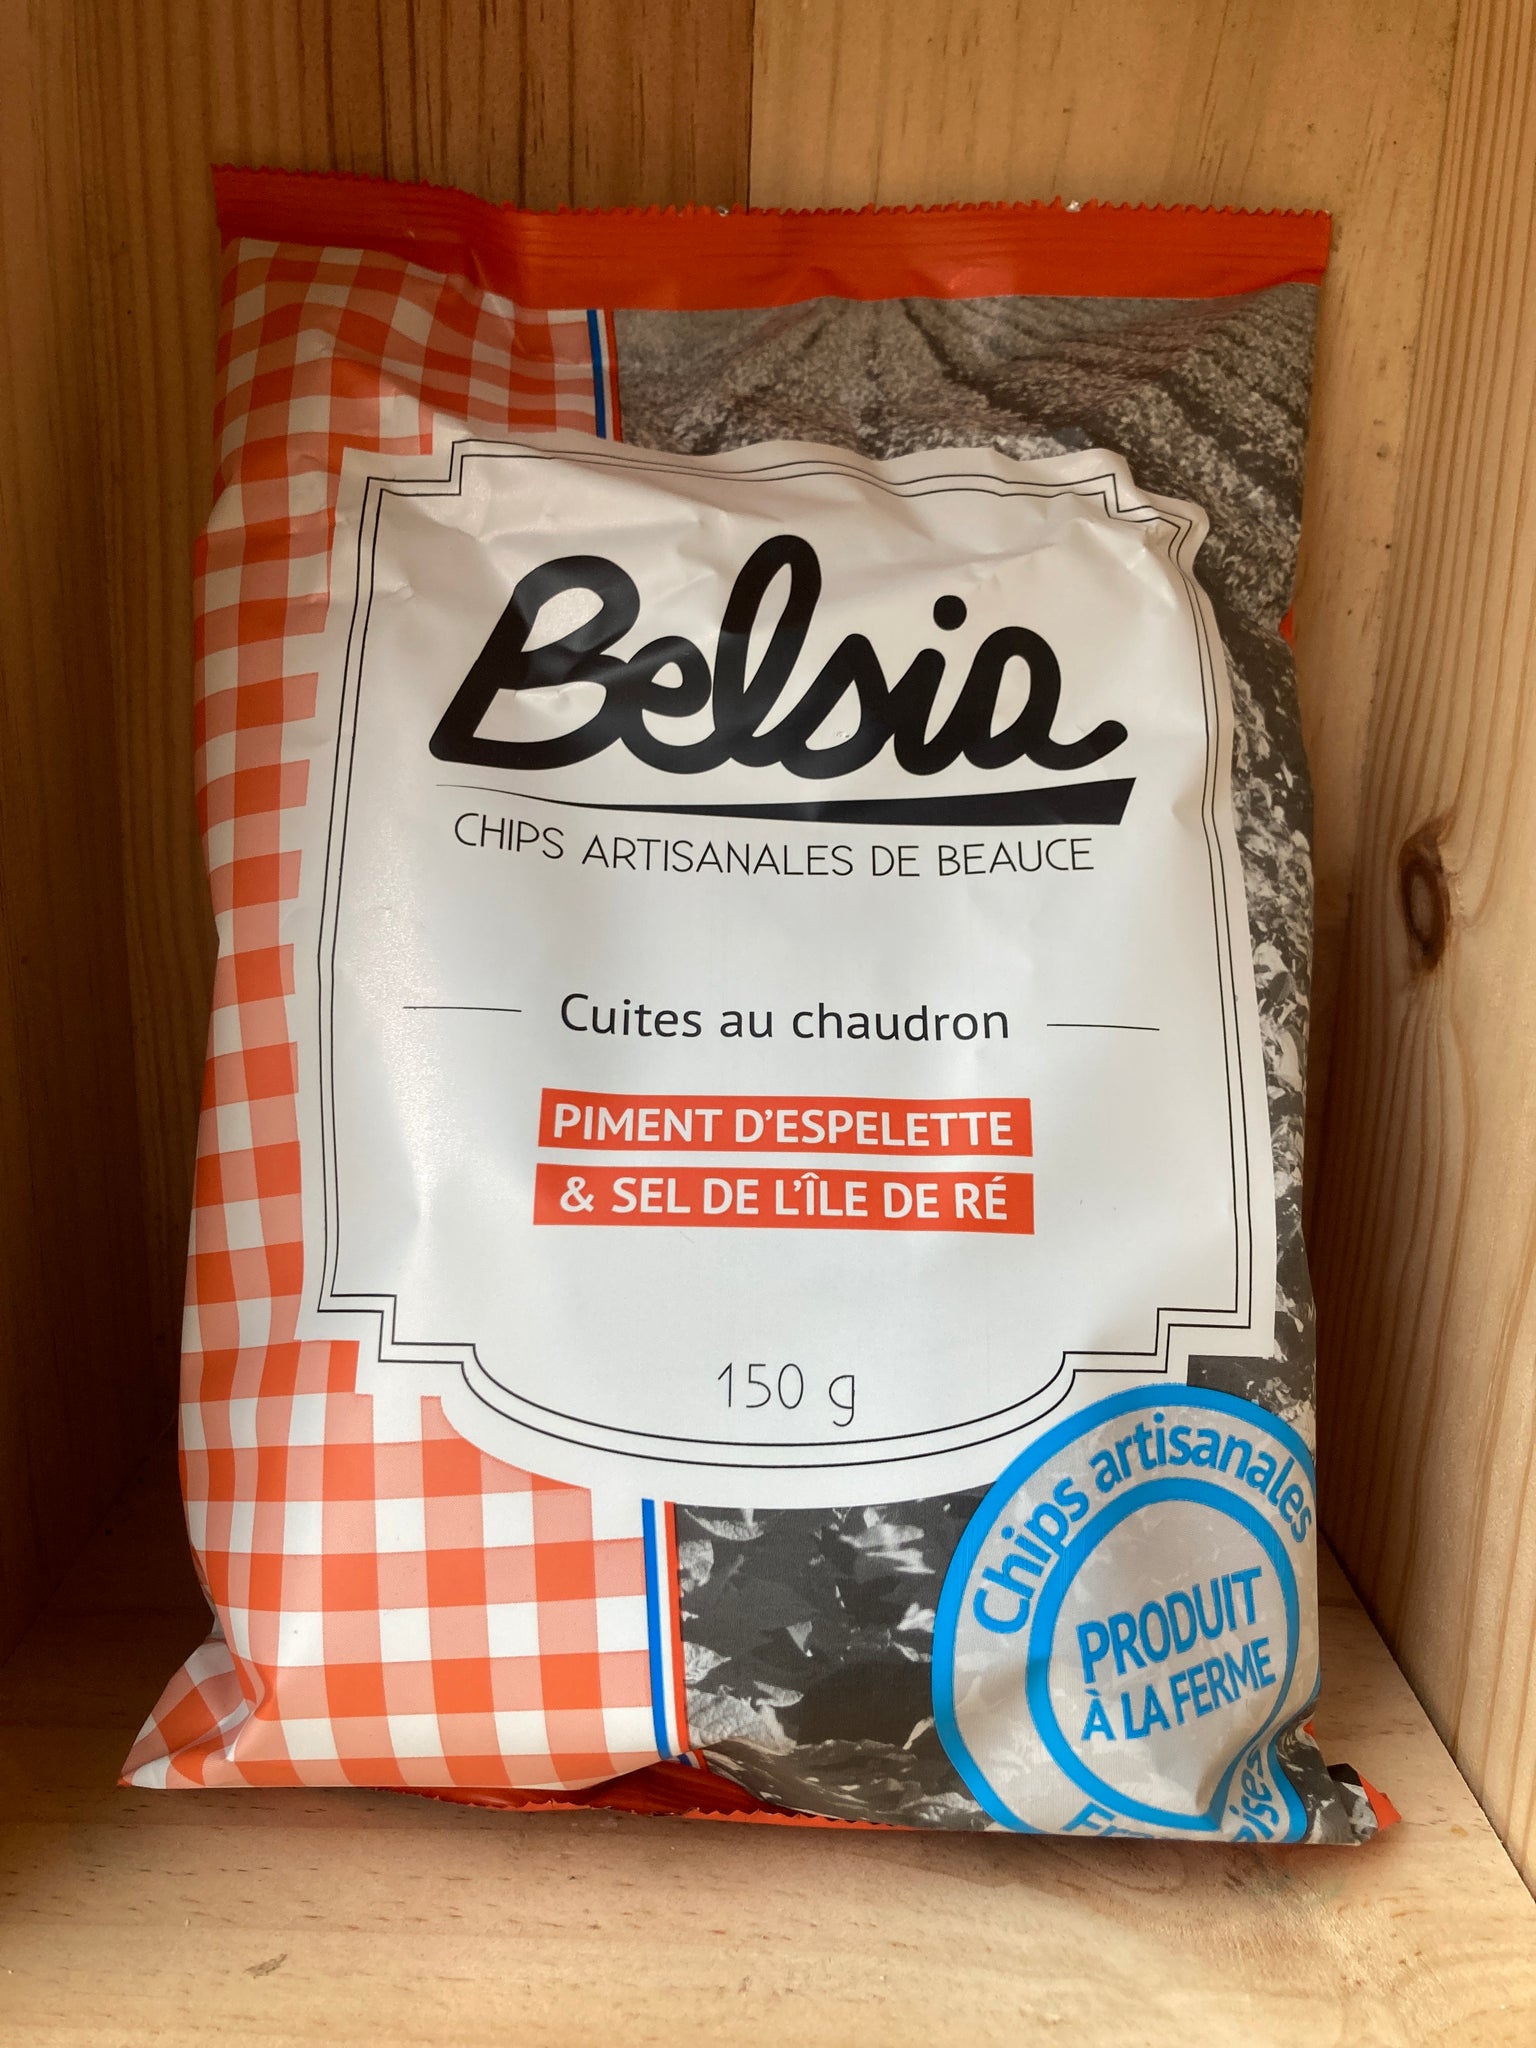 Belsia
CHIPS ARTISANALES DE BEAUCE
Cuites au chaudron
PIMENT D'ESPELETTE
& SEL DE L'ÎLE DE RÉ
150 g
Chips artisanales
PRODUIT
À LA FERME